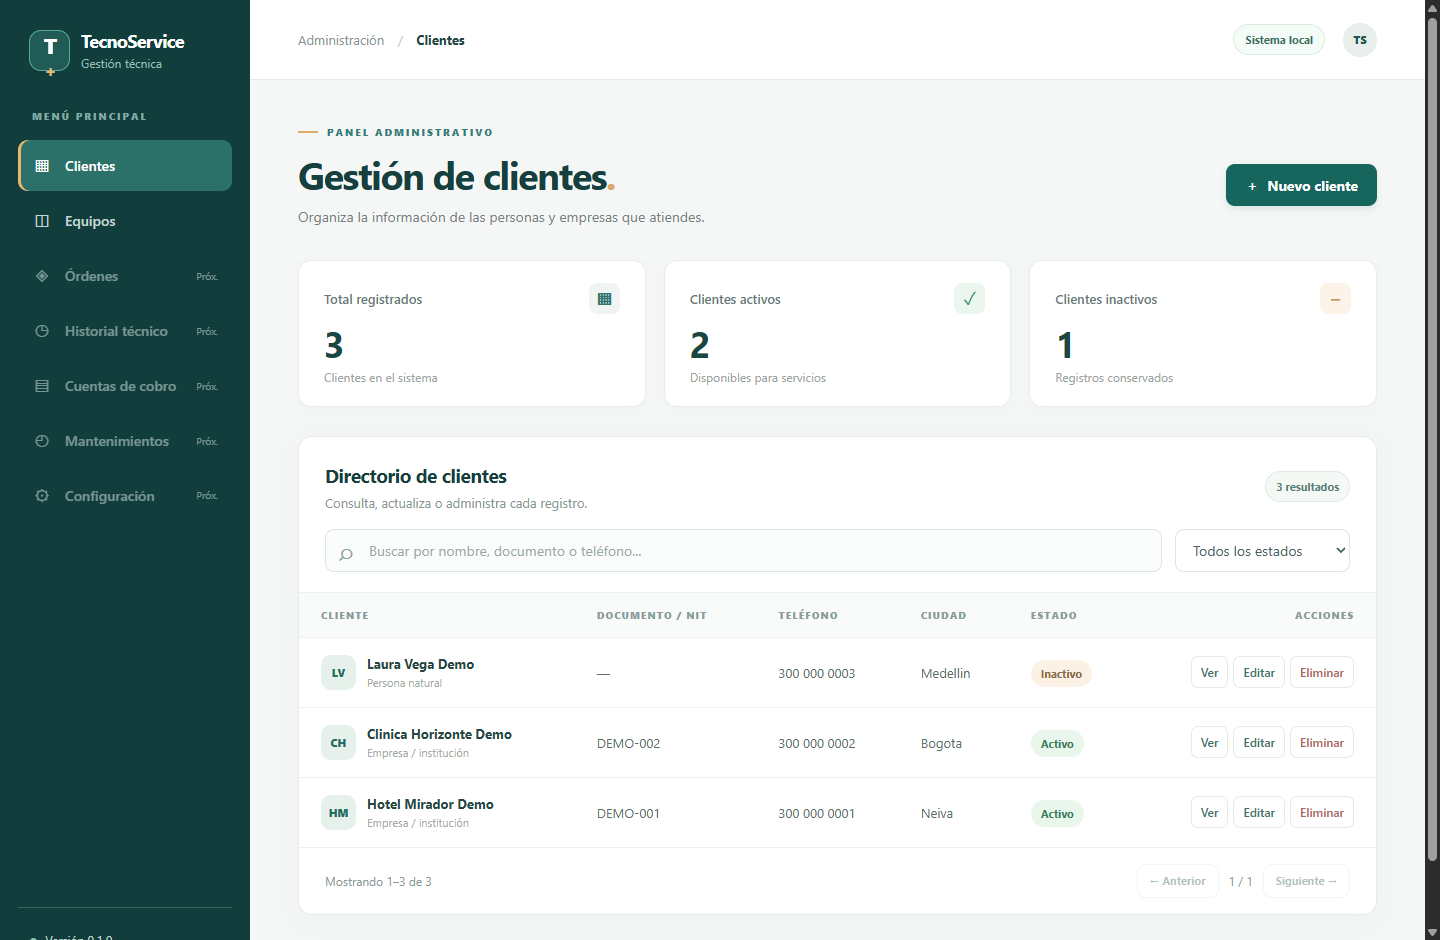 T
TecnoService
Gestión técnica
MENÚ PRINCIPAL
Clientes
Equipos
Órdenes Próx.
Historial técnico Próx.
Cuentas de cobro Próx.
Mantenimientos Próx.
Configuración Próx.
Versión 0.1.0
Administración / Clientes
Sistema local
TS
PANEL ADMINISTRATIVO
Gestión de clientes.
Organiza la información de las personas y empresas que atiendes.
+ Nuevo cliente
Total registrados
3
Clientes en el sistema
Clientes activos
✓
2
Disponibles para servicios
Clientes inactivos
–
1
Registros conservados
Directorio de clientes
Consulta, actualiza o administra cada registro.
3 resultados
Buscar por nombre, documento o teléfono...
Todos los estados
CLIENTE DOCUMENTO / NIT TELÉFONO CIUDAD ESTADO ACCIONES
LV Laura Vega Demo — 300 000 0003 Medellin Inactivo Ver Editar Eliminar
Persona natural
CH Clinica Horizonte Demo DEMO-002 300 000 0002 Bogota Activo Ver Editar Eliminar
Empresa / institución
HM Hotel Mirador Demo DEMO-001 300 000 0001 Neiva Activo Ver Editar Eliminar
Empresa / institución
Mostrando 1–3 de 3
← Anterior 1 / 1 Siguiente →